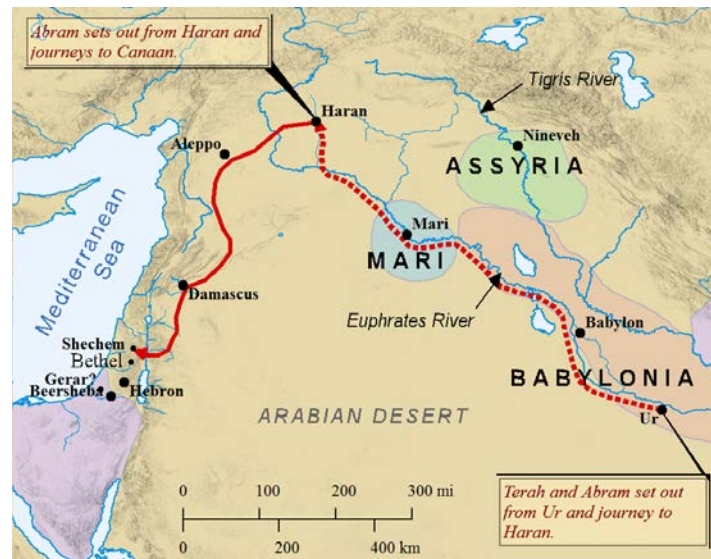 Abram sets out from Haran and
journeys to Canaan.
Tigris River
Haran
Nineveh
Aleppo
ASSYRIA
Mediterranean
Sea
Mari
MARI
Damascus
Euphrates River
Babylon
Shechem
Bethel
BABYLONIA
Gerar?
Beersheba
Hebron
ARABIAN DESERT
Ur
0 100 200 300 mi
0 200 400 km
Terah and Abram set out
from Ur and journey to
Haran.